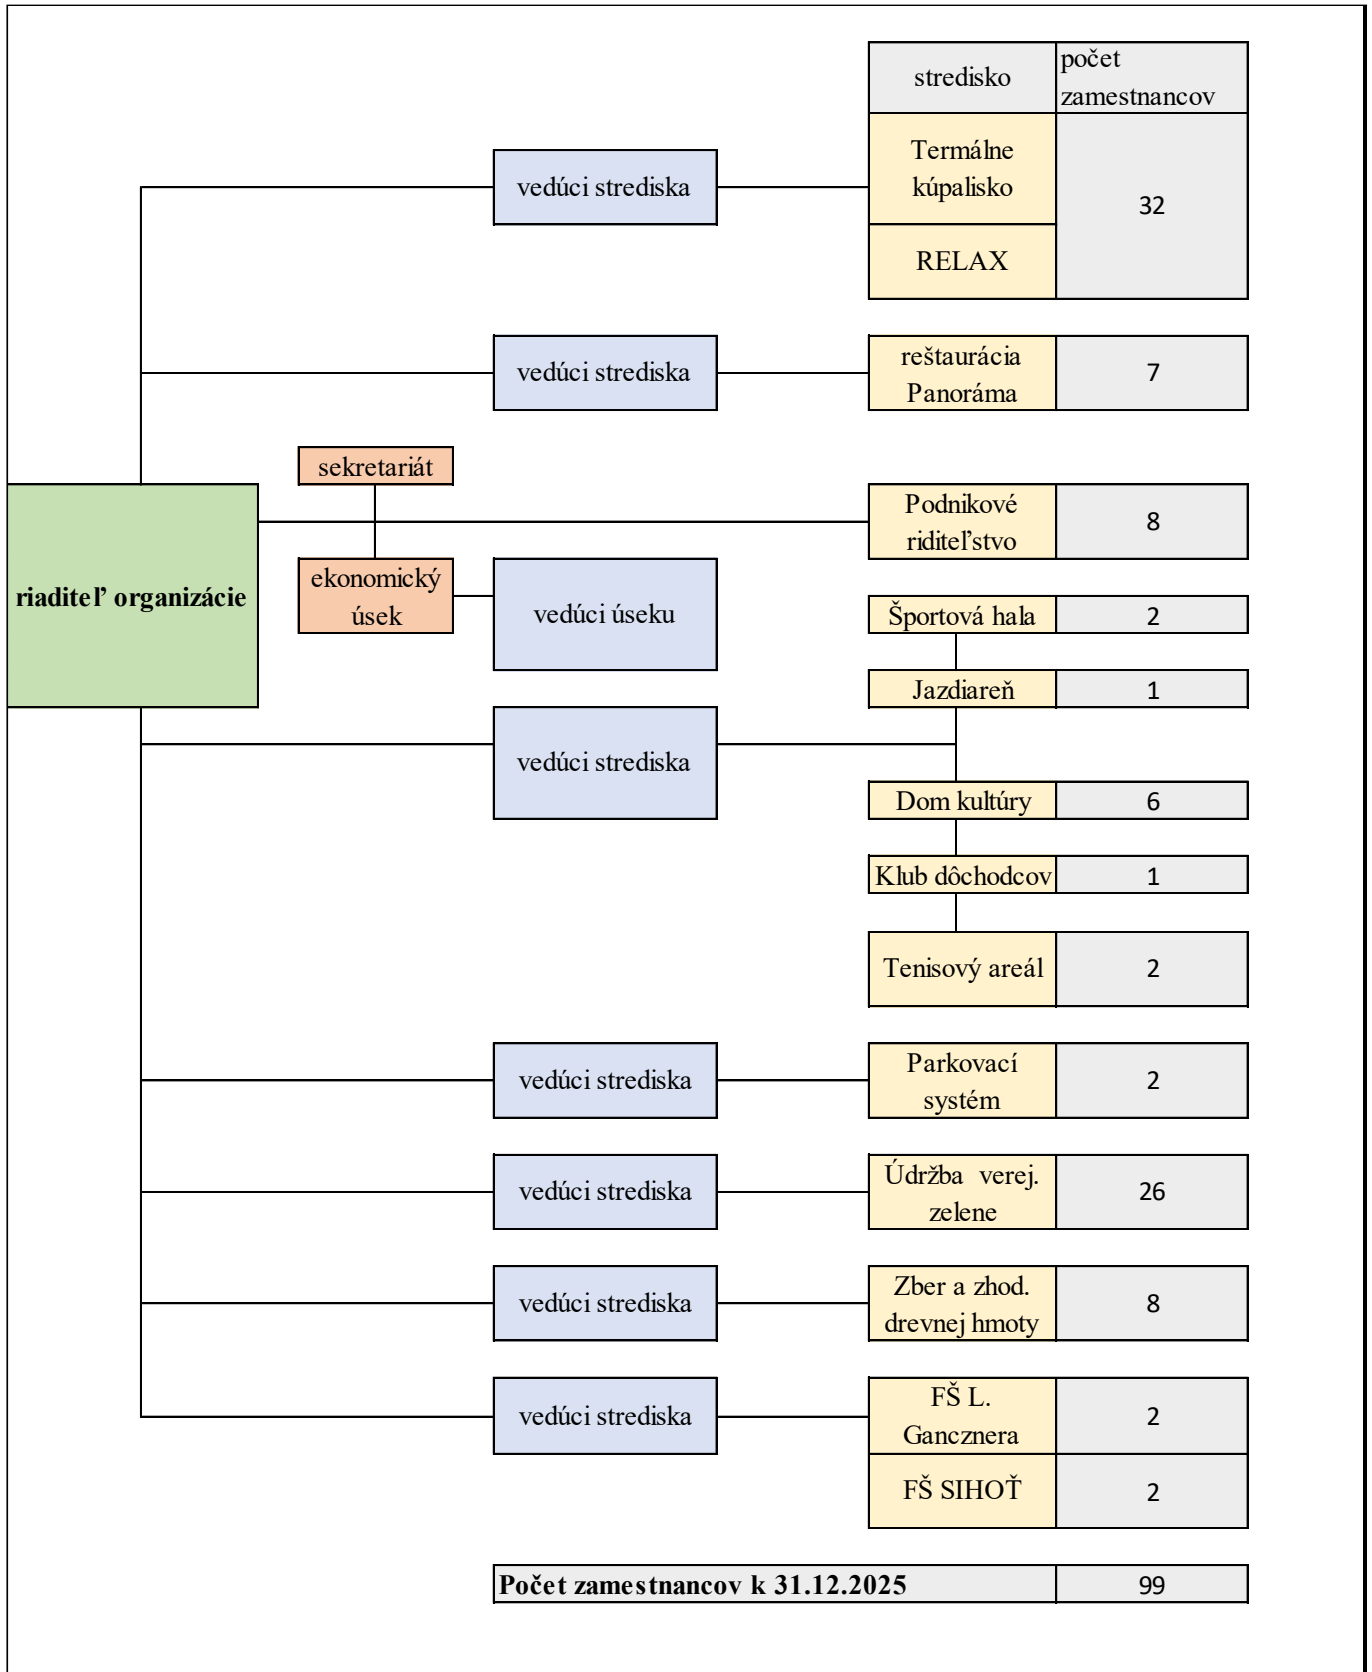 stredisko
počet
zamestnancov
vedúci strediska
Termálne
kúpalisko
32
RELAX
vedúci strediska
reštaurácia
Panoráma
7
sekretariát
Podnikové
riditeľstvo
8
riaditeľ organizácie
ekonomický
úsek
vedúci úseku
Športová hala
2
Jazdiareň
1
vedúci strediska
Dom kultúry
6
Klub dôchodcov
1
Tenisový areál
2
vedúci strediska
Parkovací
systém
2
vedúci strediska
Údržba verej.
zelene
26
vedúci strediska
Zber a zhod.
drevnej hmoty
8
vedúci strediska
FŠ L.
Gancznera
2
FŠ SIHOŤ
2
Počet zamestnancov k 31.12.2025
99